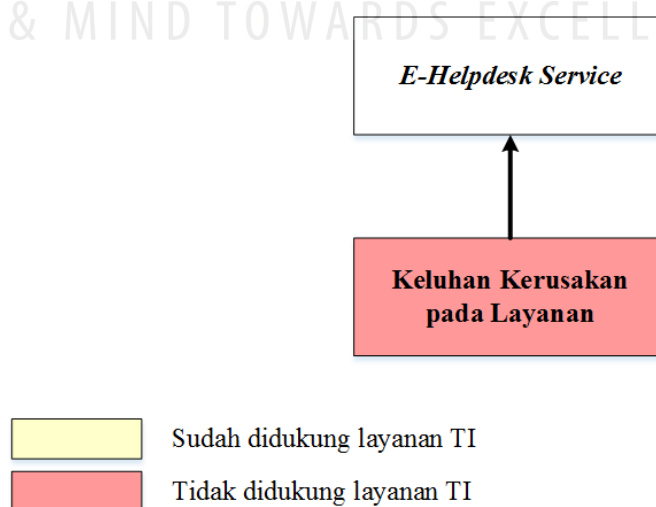 & MIND TOWARDS EXCELL
E-Helpdesk Service
Keluhan Kerusakan
pada Layanan
Sudah didukung layanan TI
Tidak didukung layanan TI